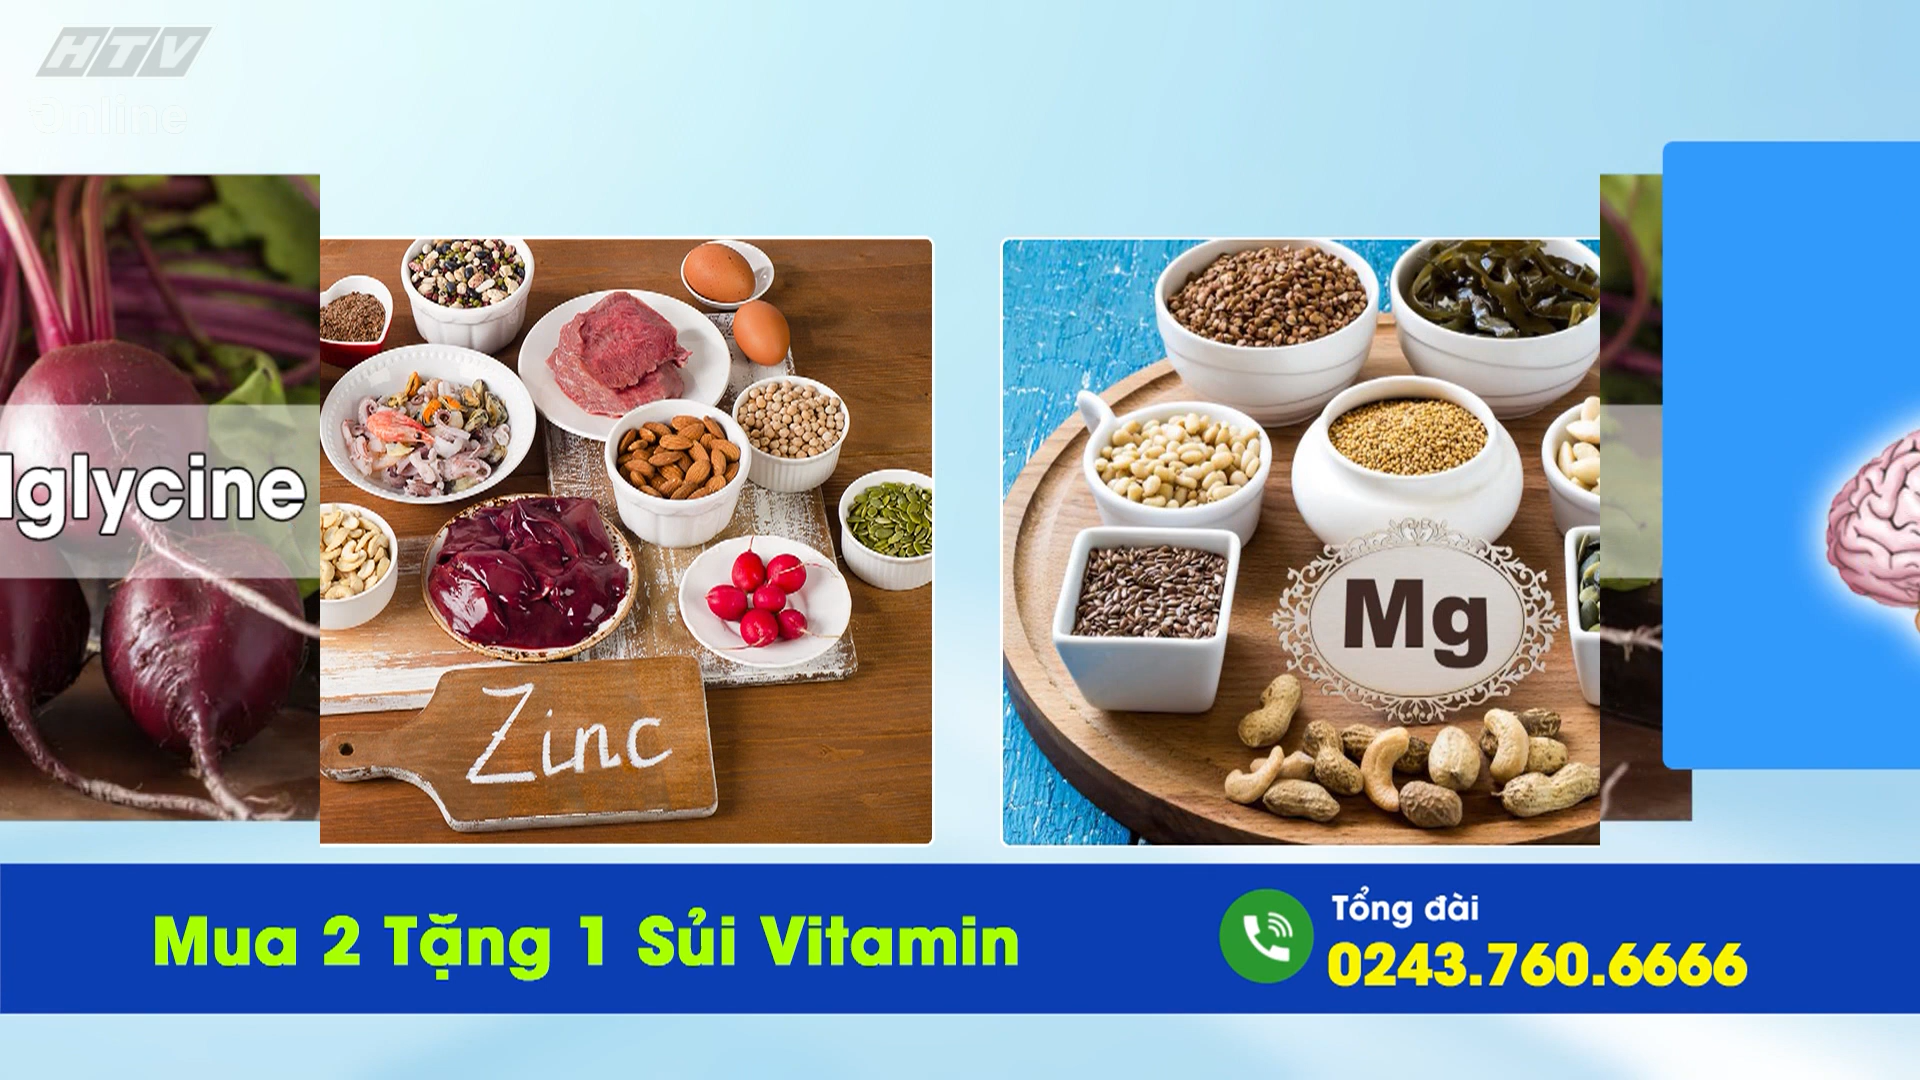 HTV
Online
lglycine
Zinc
Mg
Mua 2 Tặng 1 Sủi Vitamin
Tổng đài
0243.760.6666